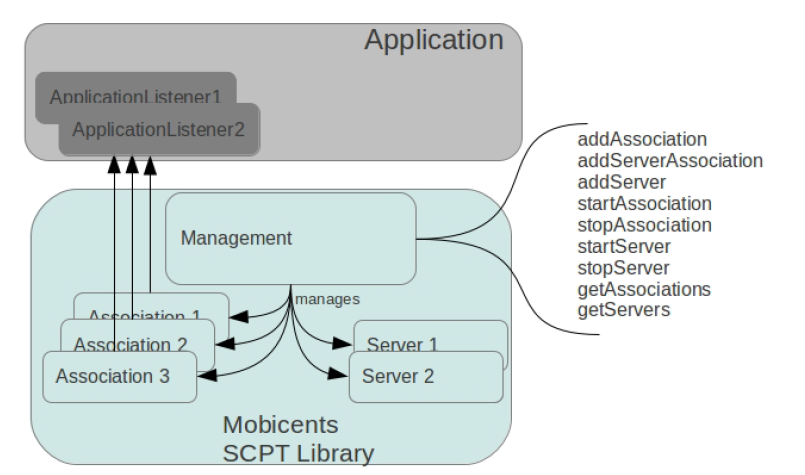 Application
ApplicationListener1
ApplicationListener2
addAssociation
addServerAssociation
addServer
startAssociation
stopAssociation
startServer
stopServer
getAssociations
getServers
Management
manages
Association 1
Association 2
Association 3
Server 1
Server 2
Mobicents
SCPT Library